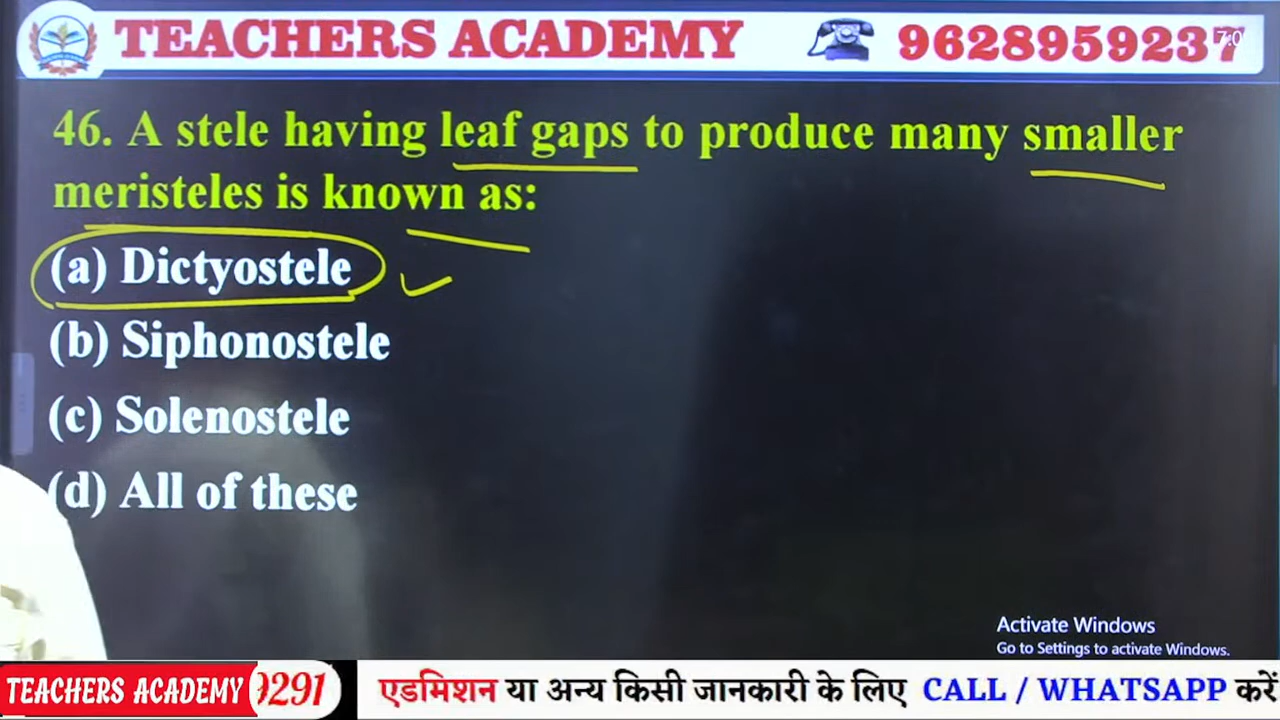 TEACHERS ACADEMY
9628959237
46. A stele having leaf gaps to produce many smaller
meristeles is known as:
(a) Dictyostele
(b) Siphonostele
(c) Solenostele
(d) All of these
Activate Windows
Go to Settings to activate Windows.
TEACHERS ACADEMY
9291
एडमिशन या अन्य किसी जानकारी के लिए CALL / WHATSAPP करें